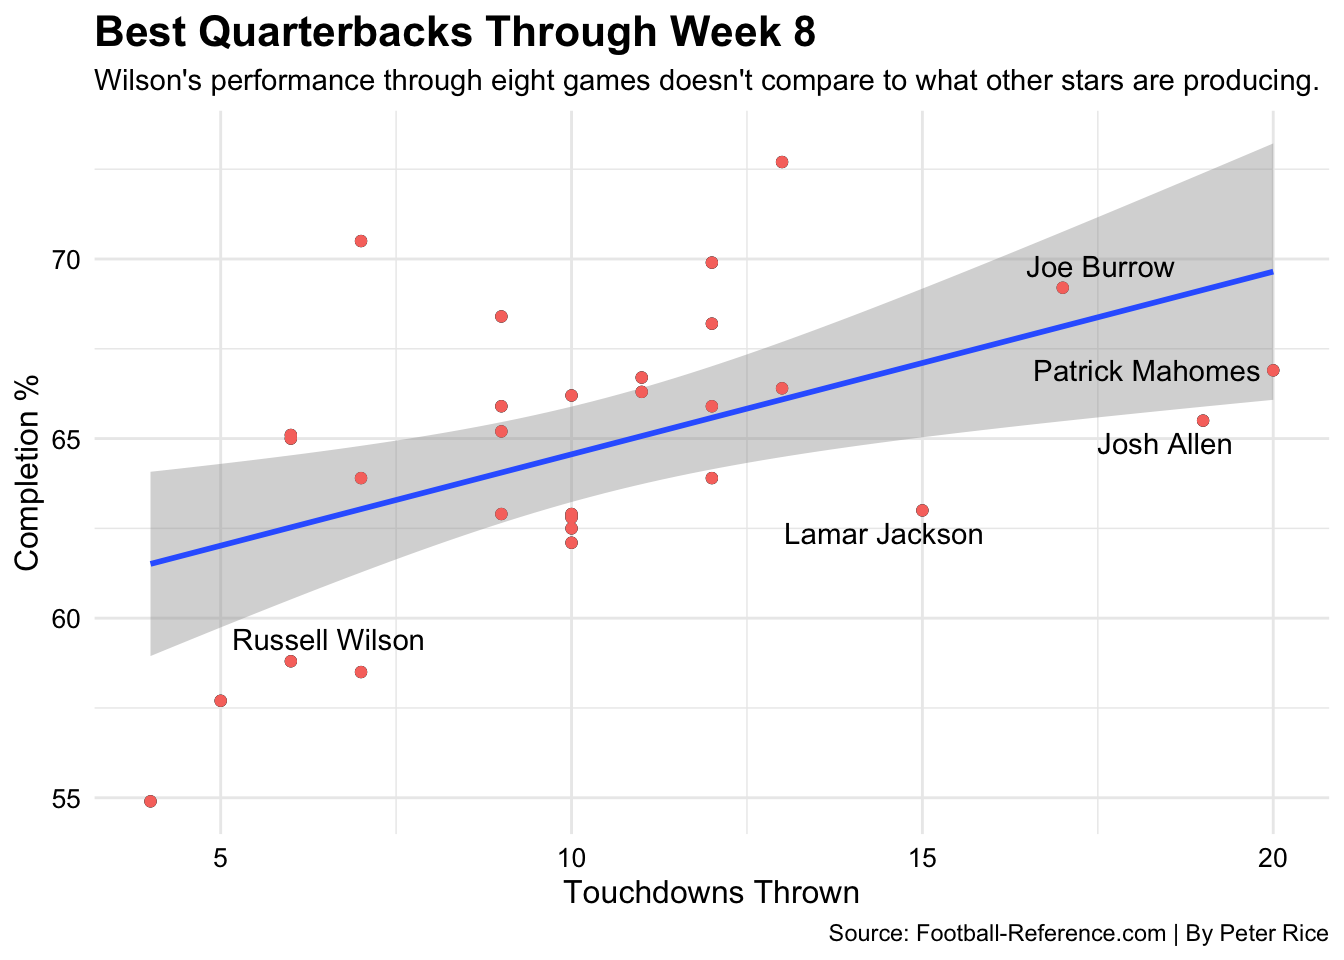 Best Quarterbacks Through Week 8
Wilson's performance through eight games doesn't compare to what other stars are producing.
Completion %
70
65
60
55
Joe Burrow
Patrick Mahomes
Josh Allen
Lamar Jackson
Russell Wilson
5 10 15 20
Touchdowns Thrown
Source: Football-Reference.com | By Peter Rice